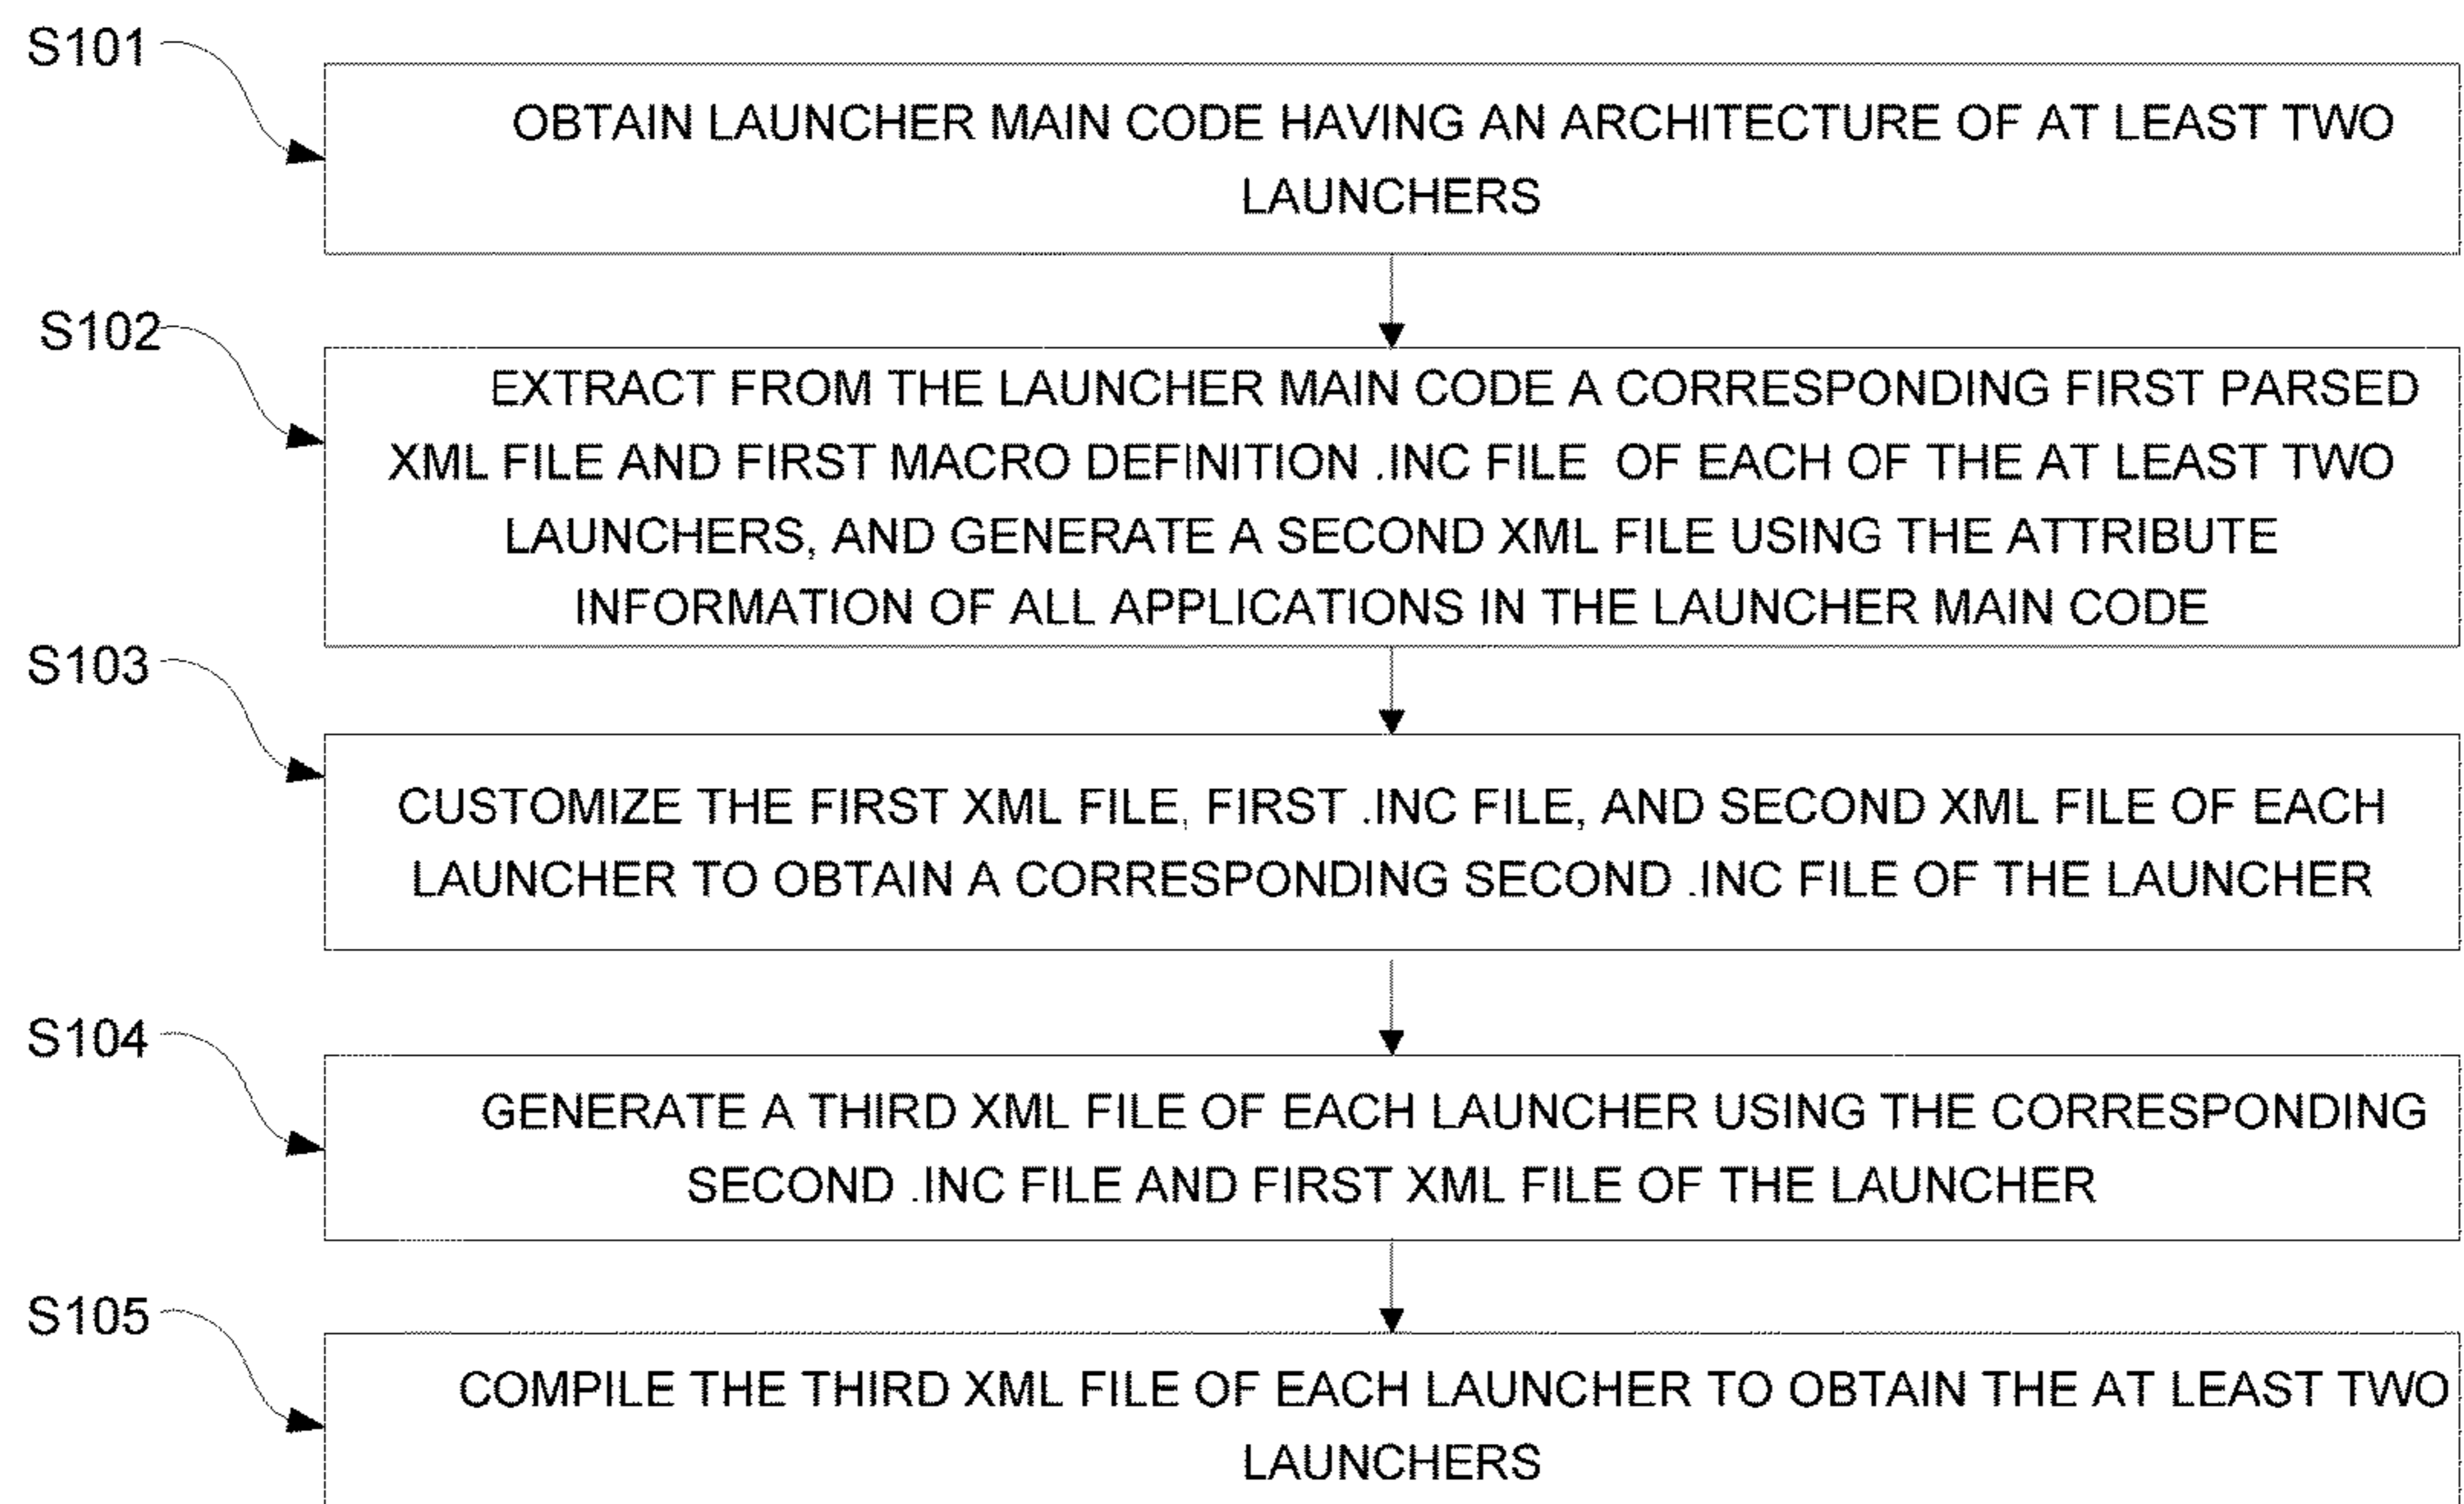 S101
OBTAIN LAUNCHER MAIN CODE HAVING AN ARCHITECTURE OF AT LEAST TWO
LAUNCHERS
S102
EXTRACT FROM THE LAUNCHER MAIN CODE A CORRESPONDING FIRST PARSED
XML FILE AND FIRST MACRO DEFINITION .INC FILE OF EACH OF THE AT LEAST TWO
LAUNCHERS, AND GENERATE A SECOND XML FILE USING THE ATTRIBUTE
INFORMATION OF ALL APPLICATIONS IN THE LAUNCHER MAIN CODE
S103
CUSTOMIZE THE FIRST XML FILE, FIRST .INC FILE, AND SECOND XML FILE OF EACH
LAUNCHER TO OBTAIN A CORRESPONDING SECOND .INC FILE OF THE LAUNCHER
S104
GENERATE A THIRD XML FILE OF EACH LAUNCHER USING THE CORRESPONDING
SECOND .INC FILE AND FIRST XML FILE OF THE LAUNCHER
S105
COMPILE THE THIRD XML FILE OF EACH LAUNCHER TO OBTAIN THE AT LEAST TWO
LAUNCHERS